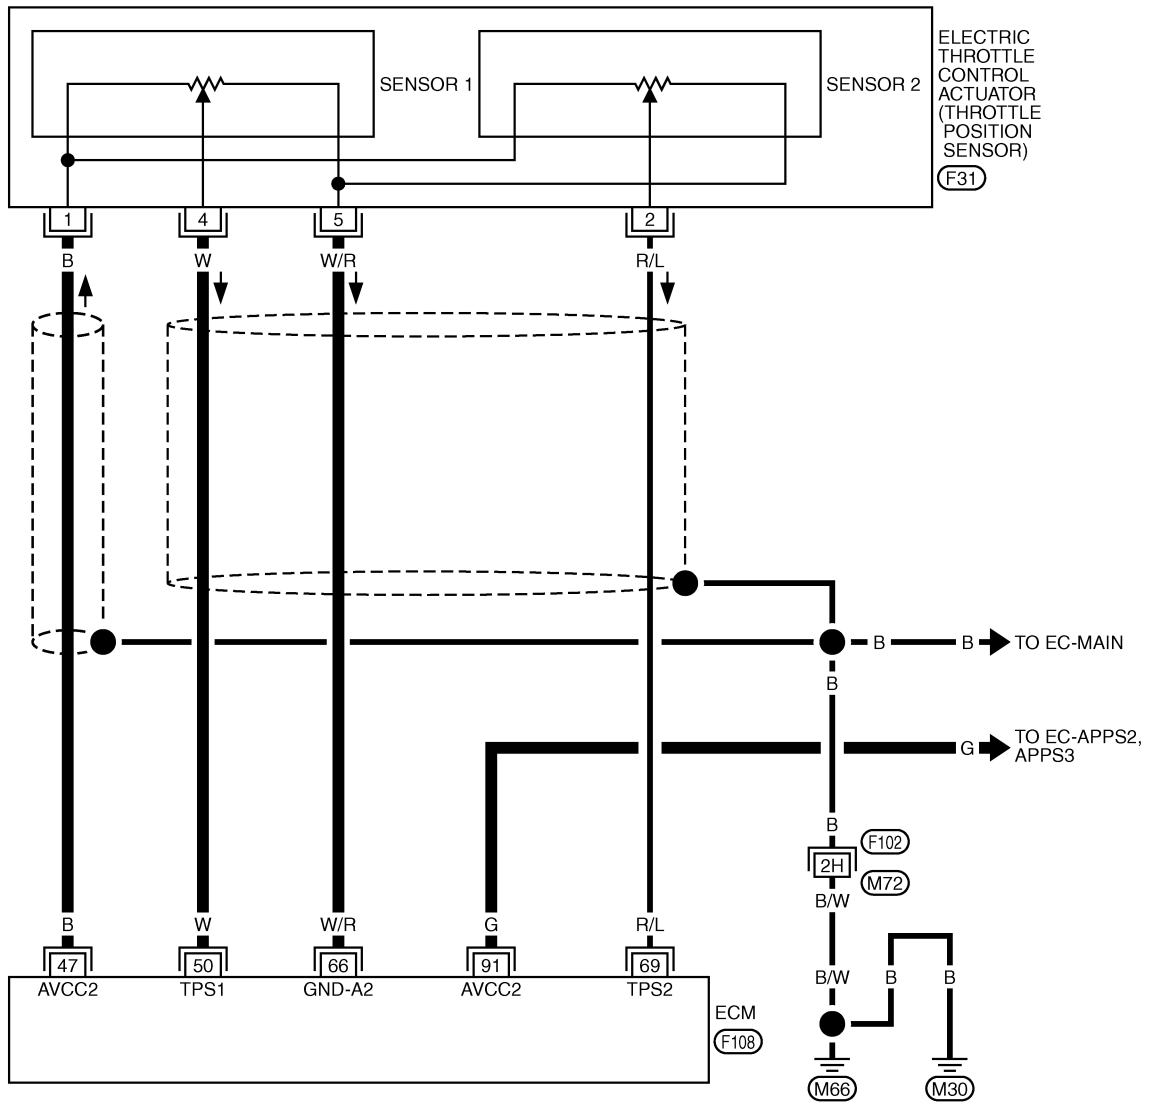 ELECTRIC
THROTTLE
CONTROL
ACTUATOR
(THROTTLE
POSITION
SENSOR)
F31
SENSOR 1
SENSOR 2
1
4
5
2
B
W
W/R
R/L
B
B
TO EC-MAIN
B
G
TO EC-APPS2,
APPS3
B
F102
2H
M72
B/W
B
W
W/R
G
R/L
47
50
66
91
69
AVCC2
TPS1
GND-A2
AVCC2
TPS2
ECM
F108
B/W
B
B
M66
M30